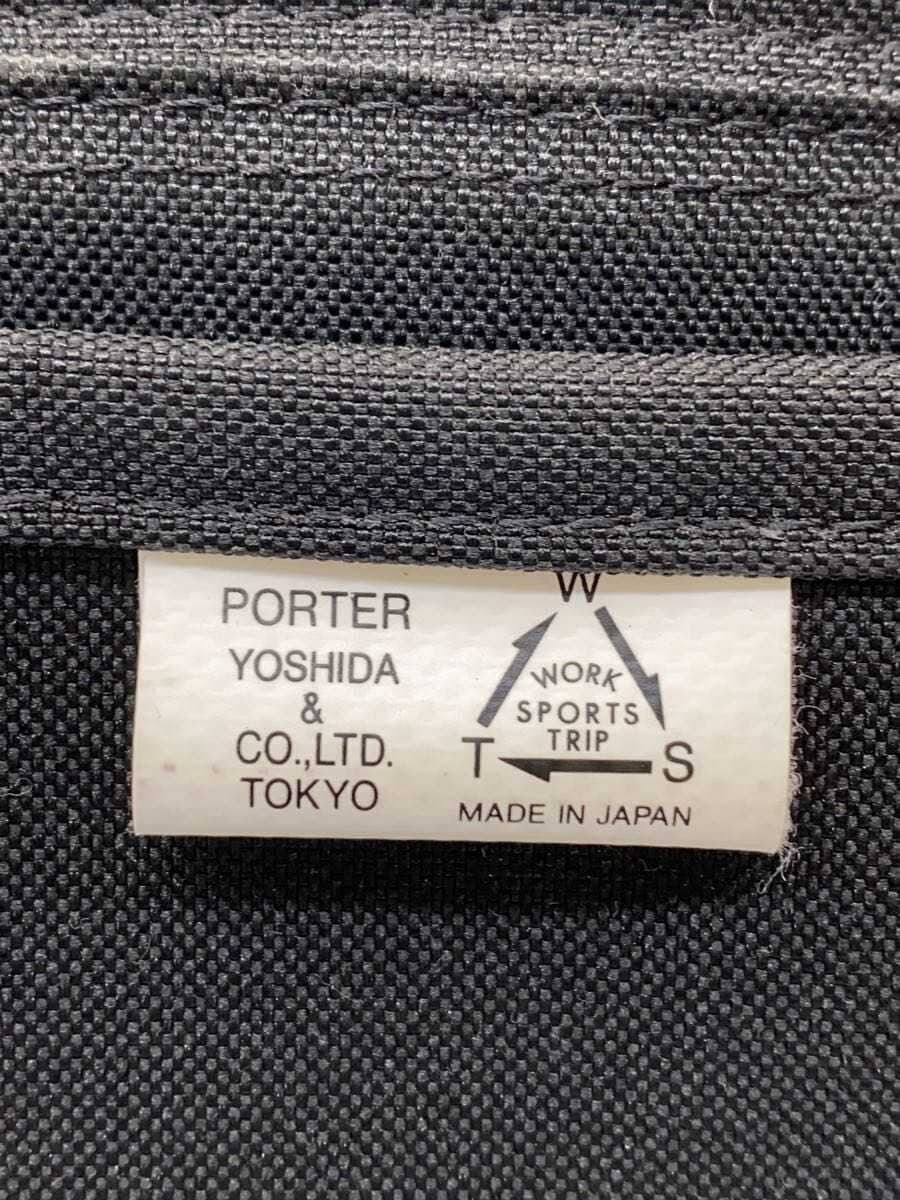 PORTER
YOSHIDA
&
CO.,LTD.
TOKYO
W
WORK
SPORTS
TRIP
T S
MADE IN JAPAN